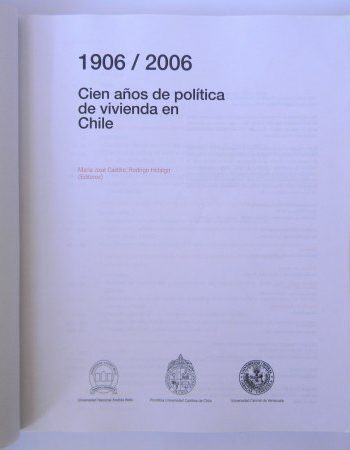 1906 / 2006
Cien años de política
de vivienda en
Chile
María José Castillo, Rodrigo Hidalgo
(Editores)
Universidad Nacional Andrés Bello
Pontificia Universidad Católica de Chile
Universidad Central de Venezuela